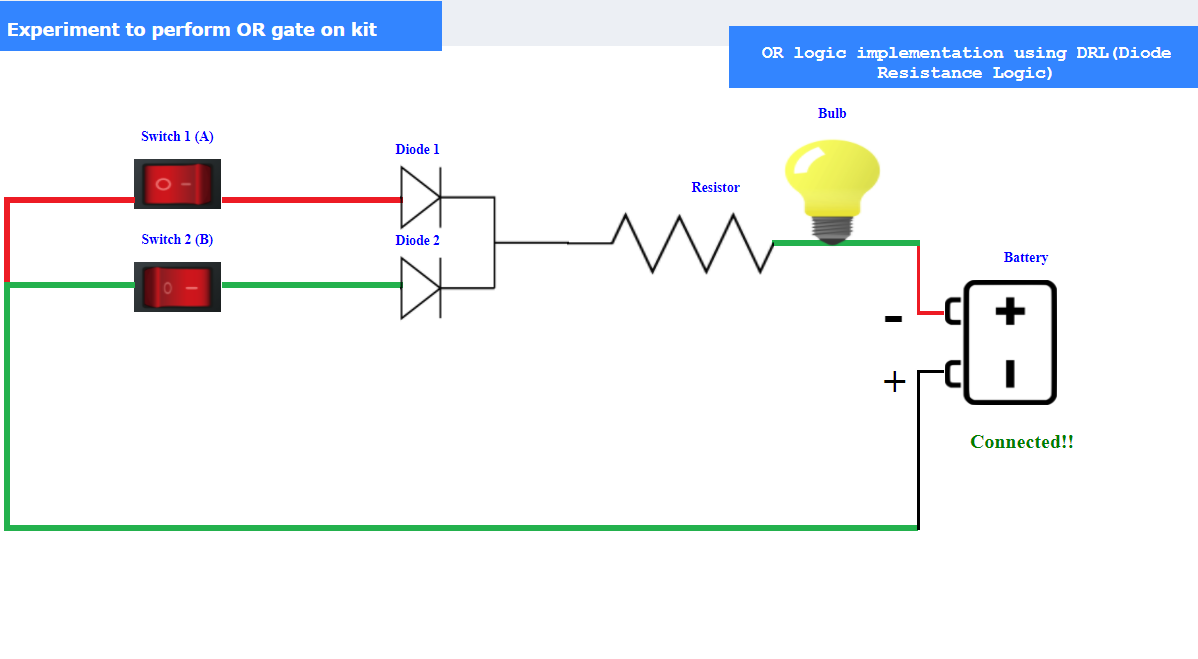 Experiment to perform OR gate on kit
OR logic implementation using DRL(Diode
Resistance Logic)
Bulb
Switch 1 (A)
Diode 1
Resistor
Switch 2 (B)
Diode 2
Battery
-
+
+
-
Connected!!